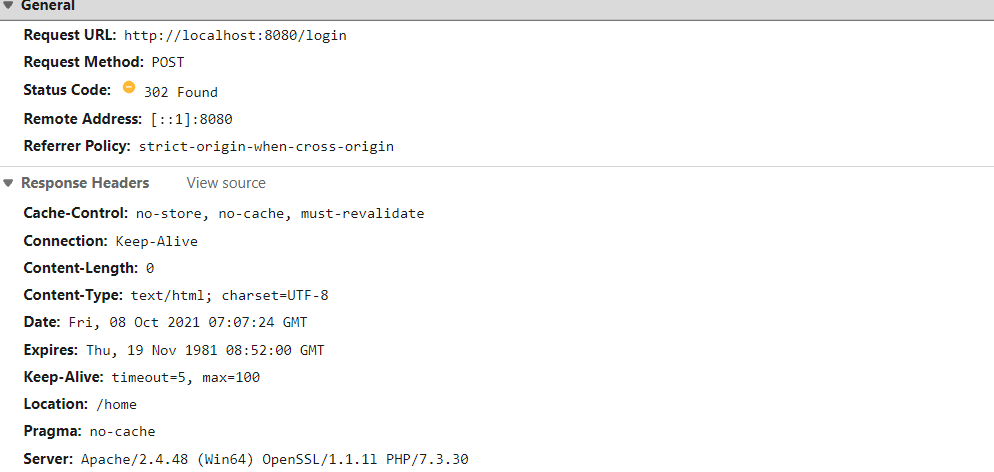 General
Request URL: http://localhost:8080/login
Request Method: POST
Status Code: 302 Found
Remote Address: [::1]:8080
Referrer Policy: strict-origin-when-cross-origin
Response Headers View source
Cache-Control: no-store, no-cache, must-revalidate
Connection: Keep-Alive
Content-Length: 0
Content-Type: text/html; charset=UTF-8
Date: Fri, 08 Oct 2021 07:07:24 GMT
Expires: Thu, 19 Nov 1981 08:52:00 GMT
Keep-Alive: timeout=5, max=100
Location: /home
Pragma: no-cache
Server: Apache/2.4.48 (Win64) OpenSSL/1.1.1l PHP/7.3.30